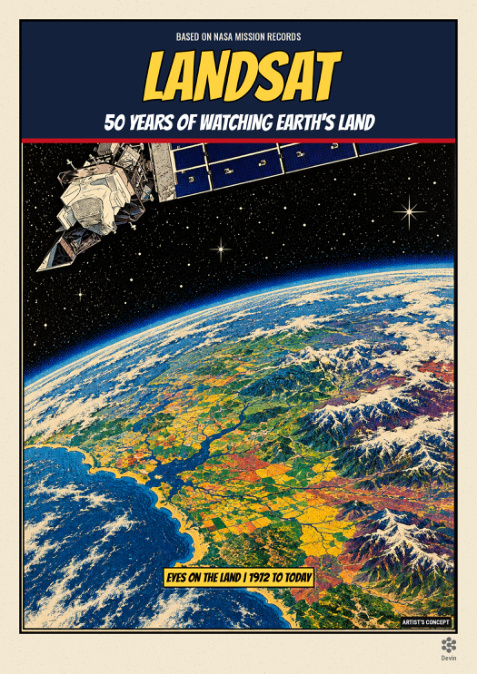 BASED ON NASA MISSION RECORDS
LANDSAT
50 YEARS OF WATCHING EARTH'S LAND
EYES ON THE LAND | 1972 TO TODAY
ARTIST'S CONCEPT
Devin